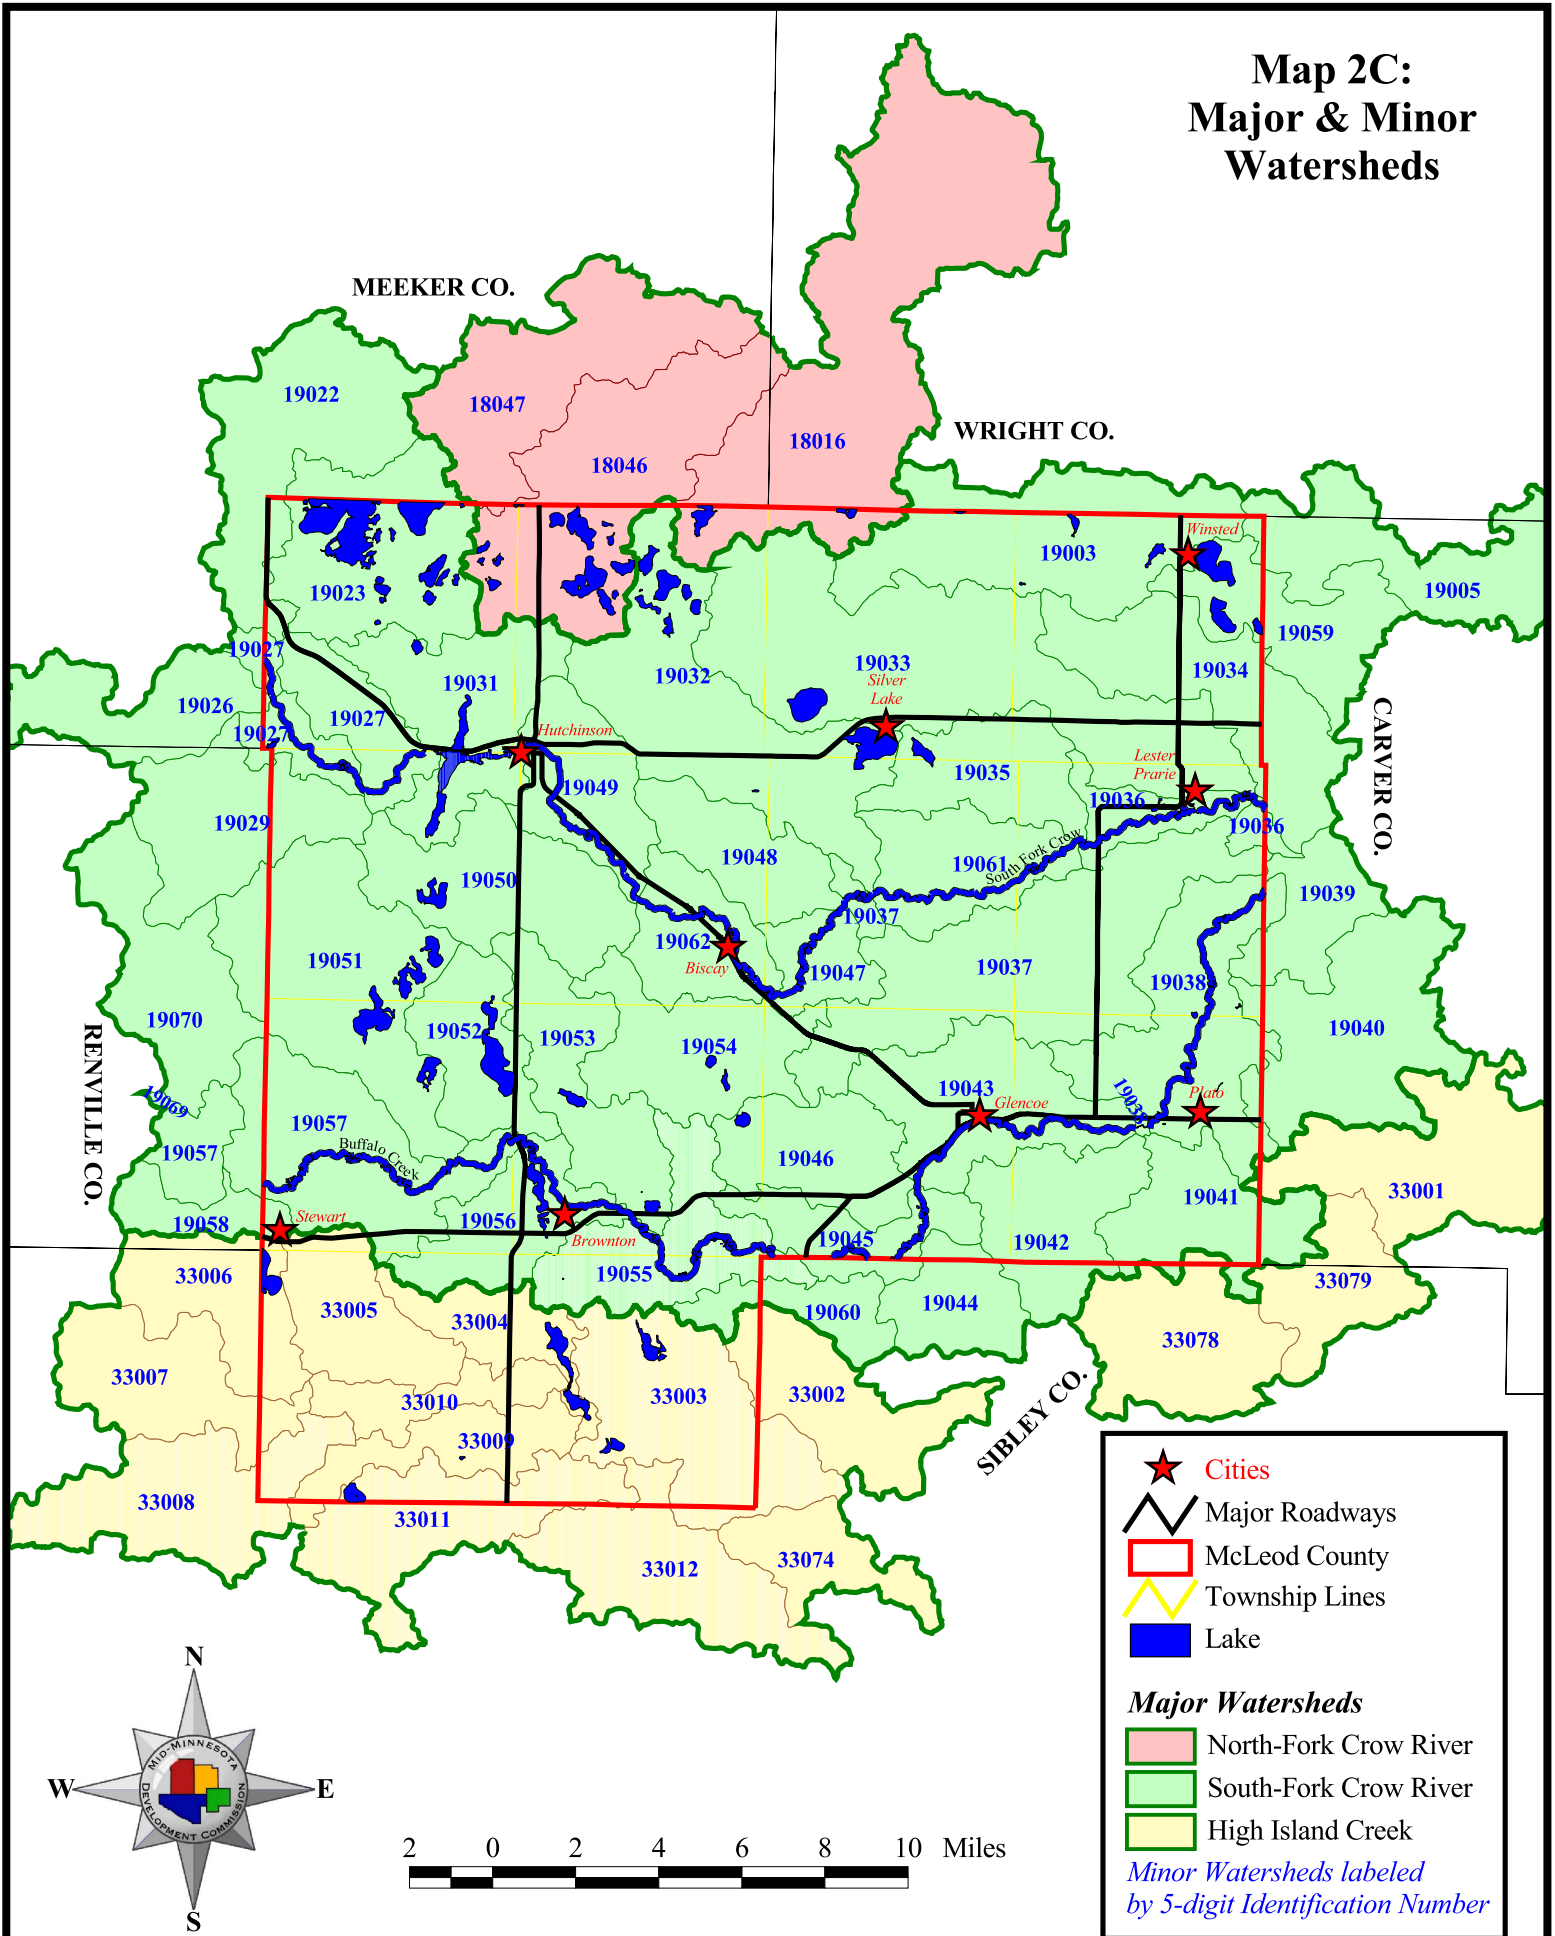 Map 2C:
Major & Minor
Watersheds
MEEKER CO.
WRIGHT CO.
CARVER CO.
RENVILLE CO.
SIBLEY CO.
19022
18047
18046
18016
19003
Winsted
19005
19023
19059
19027
19031
19032
19033
Silver
Lake
19034
19026
19027
19027
Hutchinson
19035
Lester
Prarie
19049
19036
19029
19036
19048
South Fork Crow
19061
19050
19039
19037
19062
Biscay
19051
19047
19037
19038
19070
19052
19053
19054
19040
19069
19043
Glencoe
19038
Plato
19057
Buffalo Creek
19057
19046
33001
19041
19058
Stewart
19056
Brownton
19045
19042
33006
19055
33079
33005
33004
19060
19044
33078
33007
33010
33003
33002
33009
33008
33011
33012
33074
Cities
Major Roadways
McLeod County
Township Lines
Lake
Major Watersheds
North-Fork Crow River
South-Fork Crow River
High Island Creek
Minor Watersheds labeled
by 5-digit Identification Number
N
W
E
S
MID-MINNESOTA
DEVELOPMENT COMMISSION
2 0 2 4 6 8 10 Miles